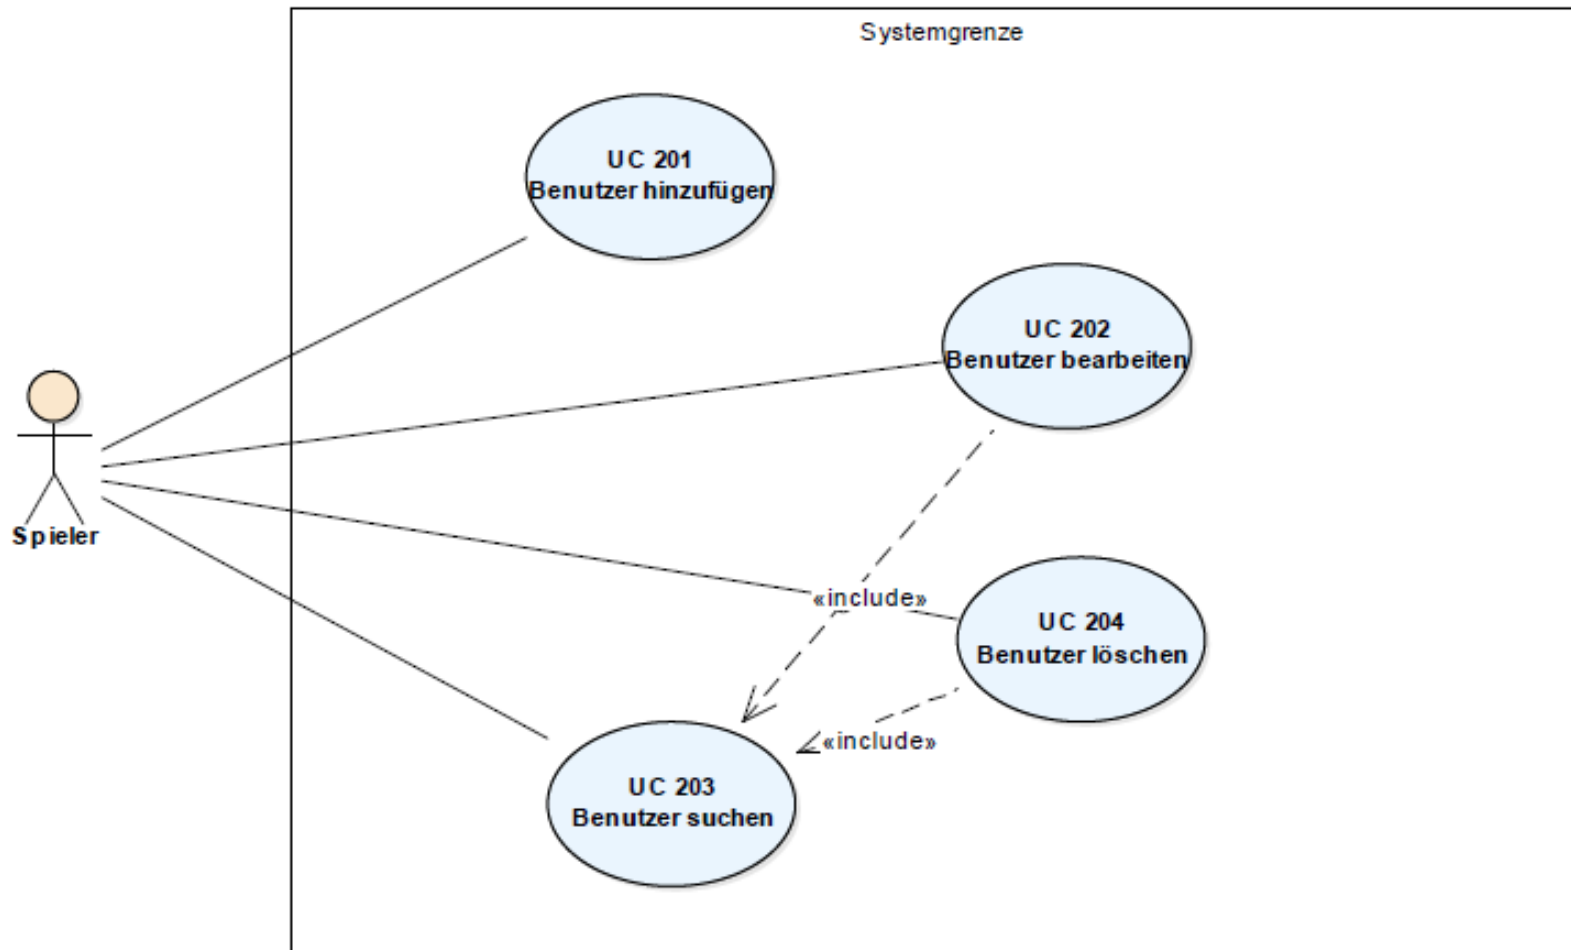 Systemgrenze
UC 201
Benutzer hinzufügen
UC 202
Benutzer bearbeiten
Spieler
«include»
UC 204
Benutzer löschen
«include»
UC 203
Benutzer suchen